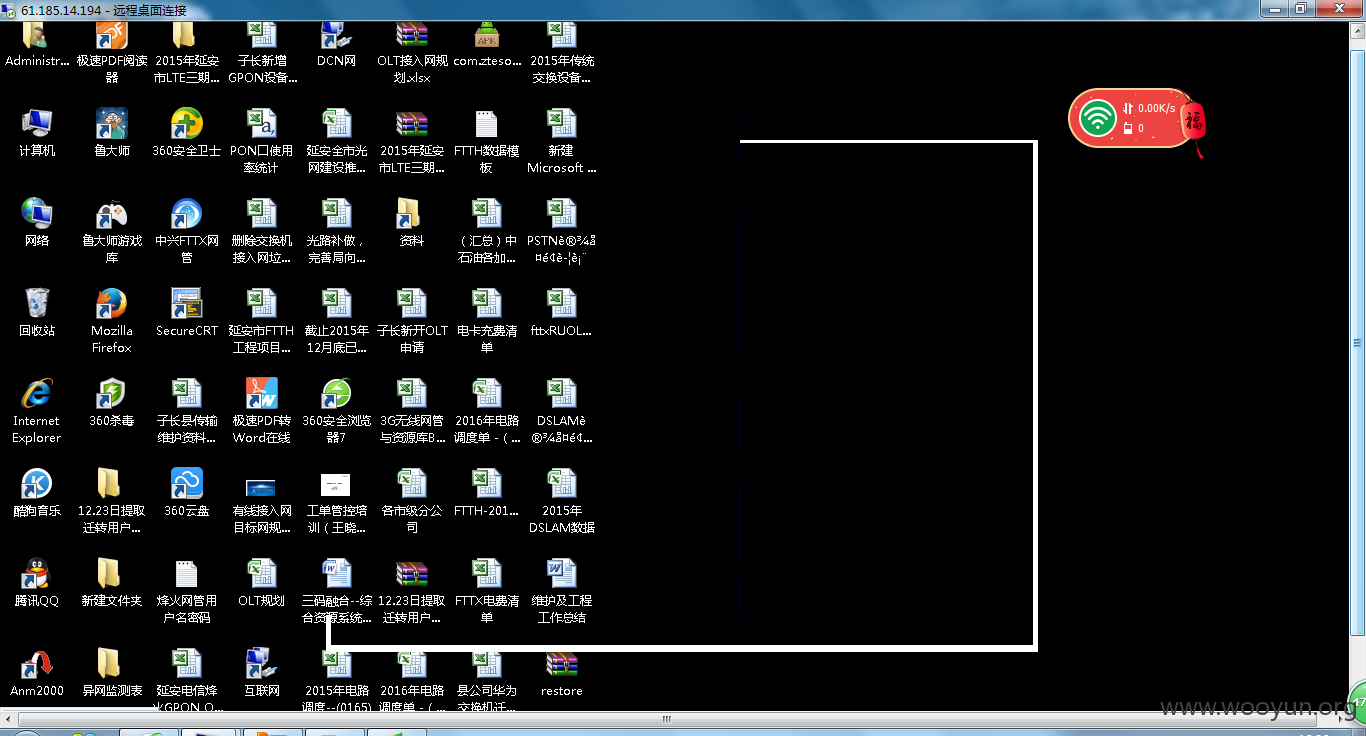 61.185.14.194 - 远程桌面连接
Administr...
极速PDF阅读
器
2015年延安
市LTE三期...
子长新增
GPON设备...
DCN网
OLT接入网规
划.xlsx
com.zteso...
2015年传统
交换设备...
0.00K/s
0
福
计算机
鲁大师
360安全卫士
PON口使用
率统计
延安全市光
网建设推...
2015年延安
市LTE三期...
FTTH数据模
板
新建
Microsoft ...
网络
鲁大师游戏
库
中兴FTTX网
管
删除交换机
接入网垃...
光路补做，
完善局向...
资料
（汇总）中
石油各加...
PSTNè®¾å
¤é¢è-¦è¡¨
回收站
Mozilla
Firefox
SecureCRT
延安市FTTH
工程项目...
截止2015年
12月底已...
子长新开OLT
申请
电卡充费清
单
fttxRUOL...
Internet
Explorer
360杀毒
子长县传输
维护资料...
极速PDF转
Word在线
360安全浏览
器7
3G无线网管
与资源库B...
2016年电路
调度单 -（...
DSLAMè
®¾å¤é¢...
酷狗音乐
12.23日提取
迁转用户...
360云盘
有线接入网
目标网规...
工单管控培
训（王晓...
各市级分公
司
FTTH-201...
2015年
DSLAM数据
腾讯QQ
新建文件夹
烽火网管用
户名密码
OLT规划
三码融合--综
合资源系统...
12.23日提取
迁转用户...
FTTX电费清
单
维护及工程
工作总结
Anm2000
异网监测表
延安电信烽
火GPON O...
互联网
2015年电路
调度--(0165)
2016年电路
调度单 -（...
县公司华为
交换机迁...
restore
www.wooyun.org
47